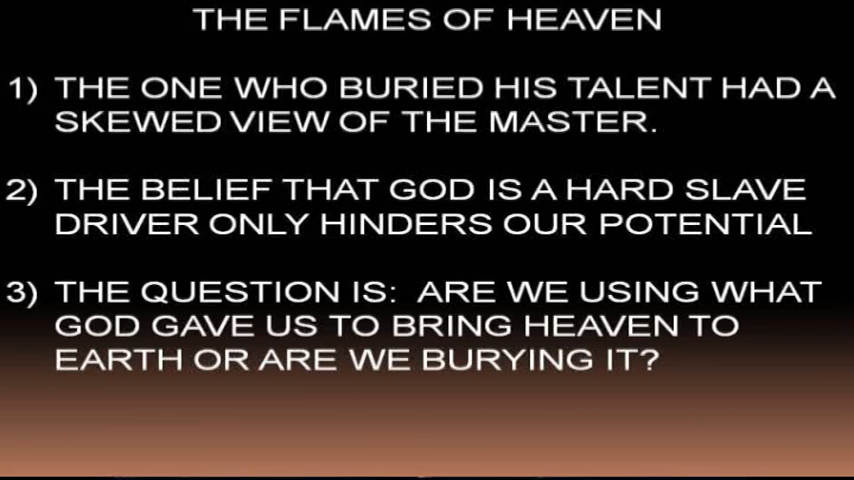 THE FLAMES OF HEAVEN
1) THE ONE WHO BURIED HIS TALENT HAD A
SKEWED VIEW OF THE MASTER.
2) THE BELIEF THAT GOD IS A HARD SLAVE
DRIVER ONLY HINDERS OUR POTENTIAL
3) THE QUESTION IS: ARE WE USING WHAT
GOD GAVE US TO BRING HEAVEN TO
EARTH OR ARE WE BURYING IT?